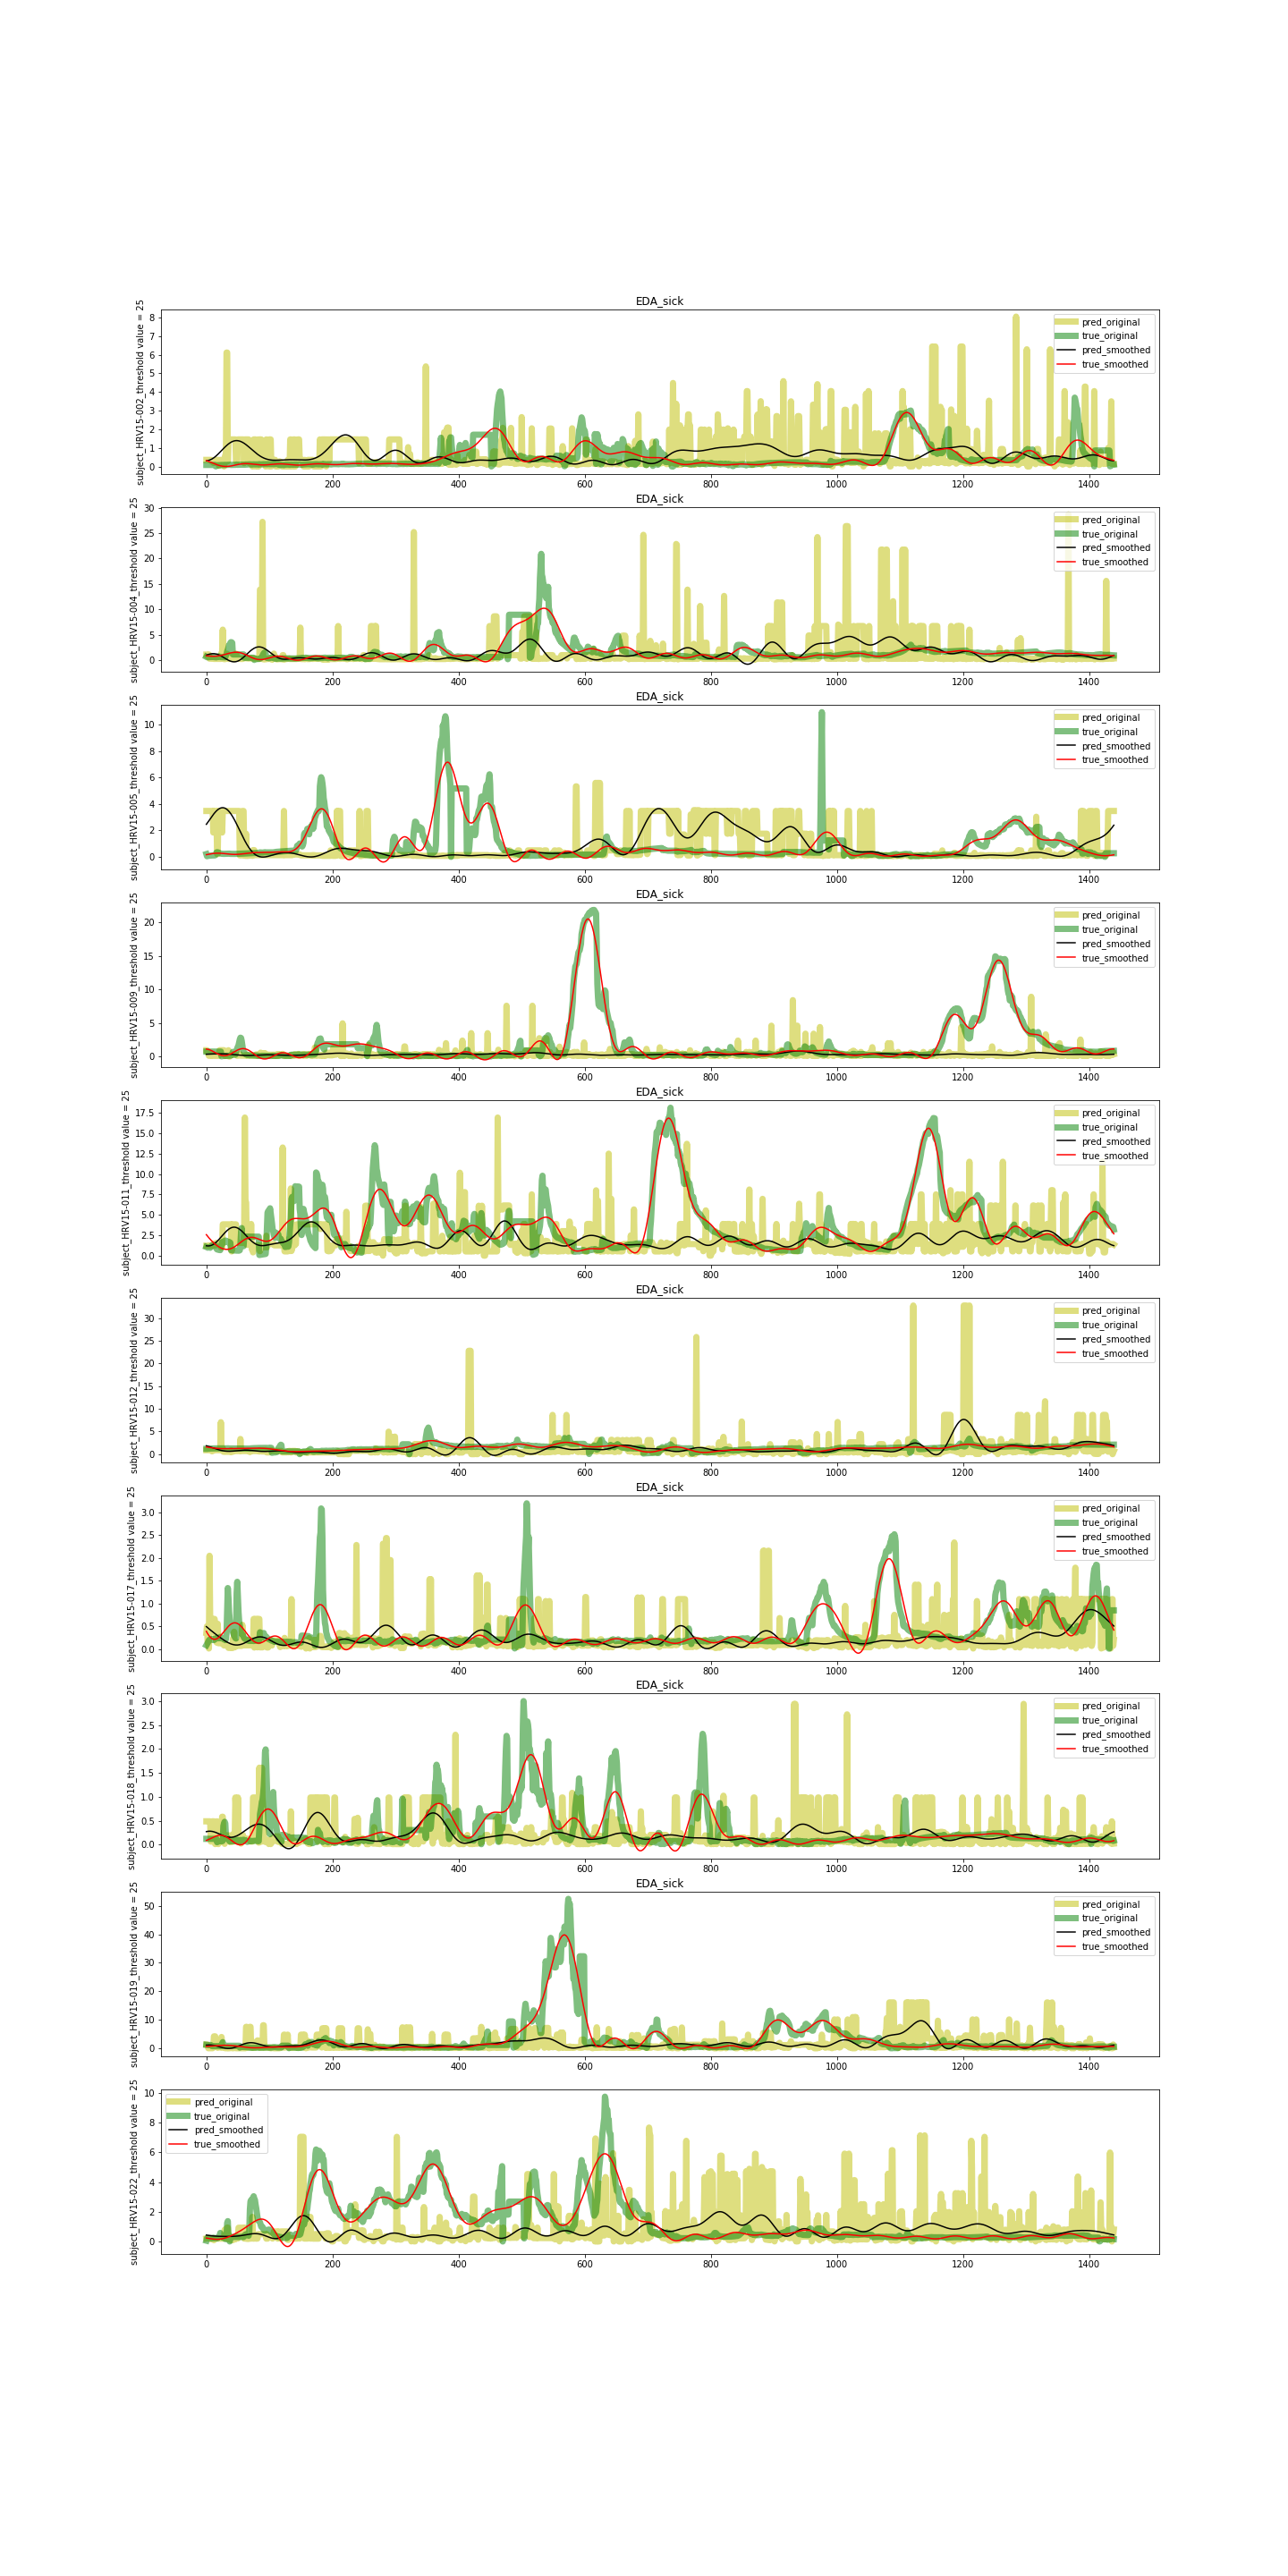 EDA_sick
subject_HRV15-002_threshold value = 25
8
7
6
5
4
3
2
1
0
pred_original
true_original
pred_smoothed
true_smoothed
0 200 400 600 800 1000 1200 1400
EDA_sick
subject_HRV15-004_threshold value = 25
30
25
20
15
10
5
0
pred_original
true_original
pred_smoothed
true_smoothed
0 200 400 600 800 1000 1200 1400
EDA_sick
subject_HRV15-005_threshold value = 25
10
8
6
4
2
0
pred_original
true_original
pred_smoothed
true_smoothed
0 200 400 600 800 1000 1200 1400
EDA_sick
subject_HRV15-009_threshold value = 25
20
15
10
5
0
pred_original
true_original
pred_smoothed
true_smoothed
0 200 400 600 800 1000 1200 1400
EDA_sick
subject_HRV15-011_threshold value = 25
17.5
15.0
12.5
10.0
7.5
5.0
2.5
0.0
pred_original
true_original
pred_smoothed
true_smoothed
0 200 400 600 800 1000 1200 1400
EDA_sick
subject_HRV15-012_threshold value = 25
30
25
20
15
10
5
0
pred_original
true_original
pred_smoothed
true_smoothed
0 200 400 600 800 1000 1200 1400
EDA_sick
subject_HRV15-017_threshold value = 25
3.0
2.5
2.0
1.5
1.0
0.5
0.0
pred_original
true_original
pred_smoothed
true_smoothed
0 200 400 600 800 1000 1200 1400
EDA_sick
subject_HRV15-018_threshold value = 25
3.0
2.5
2.0
1.5
1.0
0.5
0.0
pred_original
true_original
pred_smoothed
true_smoothed
0 200 400 600 800 1000 1200 1400
EDA_sick
subject_HRV15-019_threshold value = 25
50
40
30
20
10
0
pred_original
true_original
pred_smoothed
true_smoothed
0 200 400 600 800 1000 1200 1400
subject_HRV15-022_threshold value = 25
10
8
6
4
2
0
pred_original
true_original
pred_smoothed
true_smoothed
0 200 400 600 800 1000 1200 1400